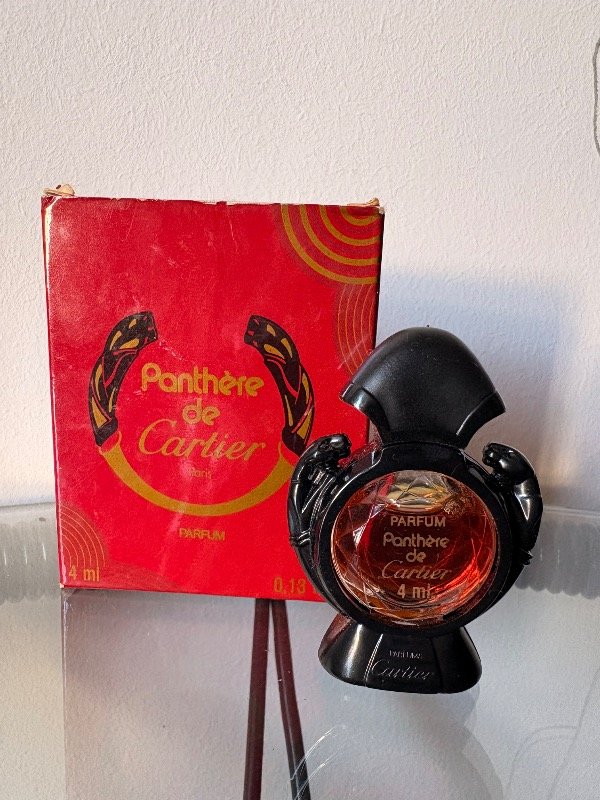 Panthère
de
Cartier
Paris
PARFUM
4 ml
0.13
PARFUM
Panthère
de
Cartier
4 ml
PARFUMS
Cartier